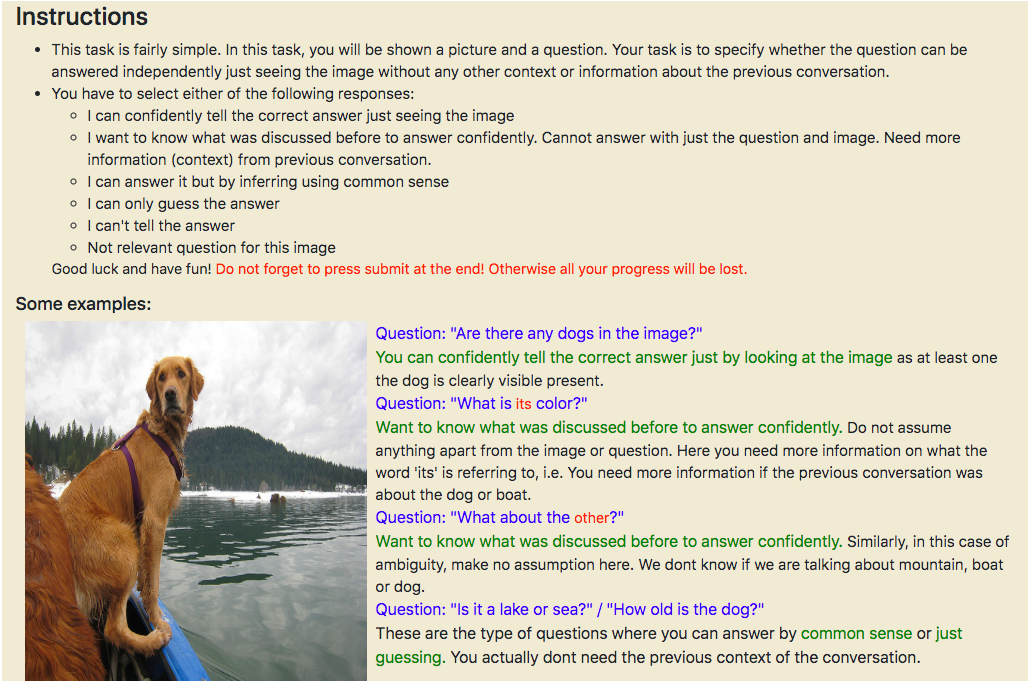 Instructions
This task is fairly simple. In this task, you will be shown a picture and a question. Your task is to specify whether the question can be
answered independently just seeing the image without any other context or information about the previous conversation.
You have to select either of the following responses:
I can confidently tell the correct answer just seeing the image
I want to know what was discussed before to answer confidently. Cannot answer with just the question and image. Need more
information (context) from previous conversation.
I can answer it but by inferring using common sense
I can only guess the answer
I can't tell the answer
Not relevant question for this image
Good luck and have fun! Do not forget to press submit at the end! Otherwise all your progress will be lost.
Some examples:
Question: "Are there any dogs in the image?"
You can confidently tell the correct answer just by looking at the image as at least one
the dog is clearly visible present.
Question: "What is its color?"
Want to know what was discussed before to answer confidently. Do not assume
anything apart from the image or question. Here you need more information on what the
word 'its' is referring to, i.e. You need more information if the previous conversation was
about the dog or boat.
Question: "What about the other?"
Want to know what was discussed before to answer confidently. Similarly, in this case of
ambiguity, make no assumption here. We dont know if we are talking about mountain, boat
or dog.
Question: "Is it a lake or sea?" / "How old is the dog?"
These are the type of questions where you can answer by common sense or just
guessing. You actually dont need the previous context of the conversation.